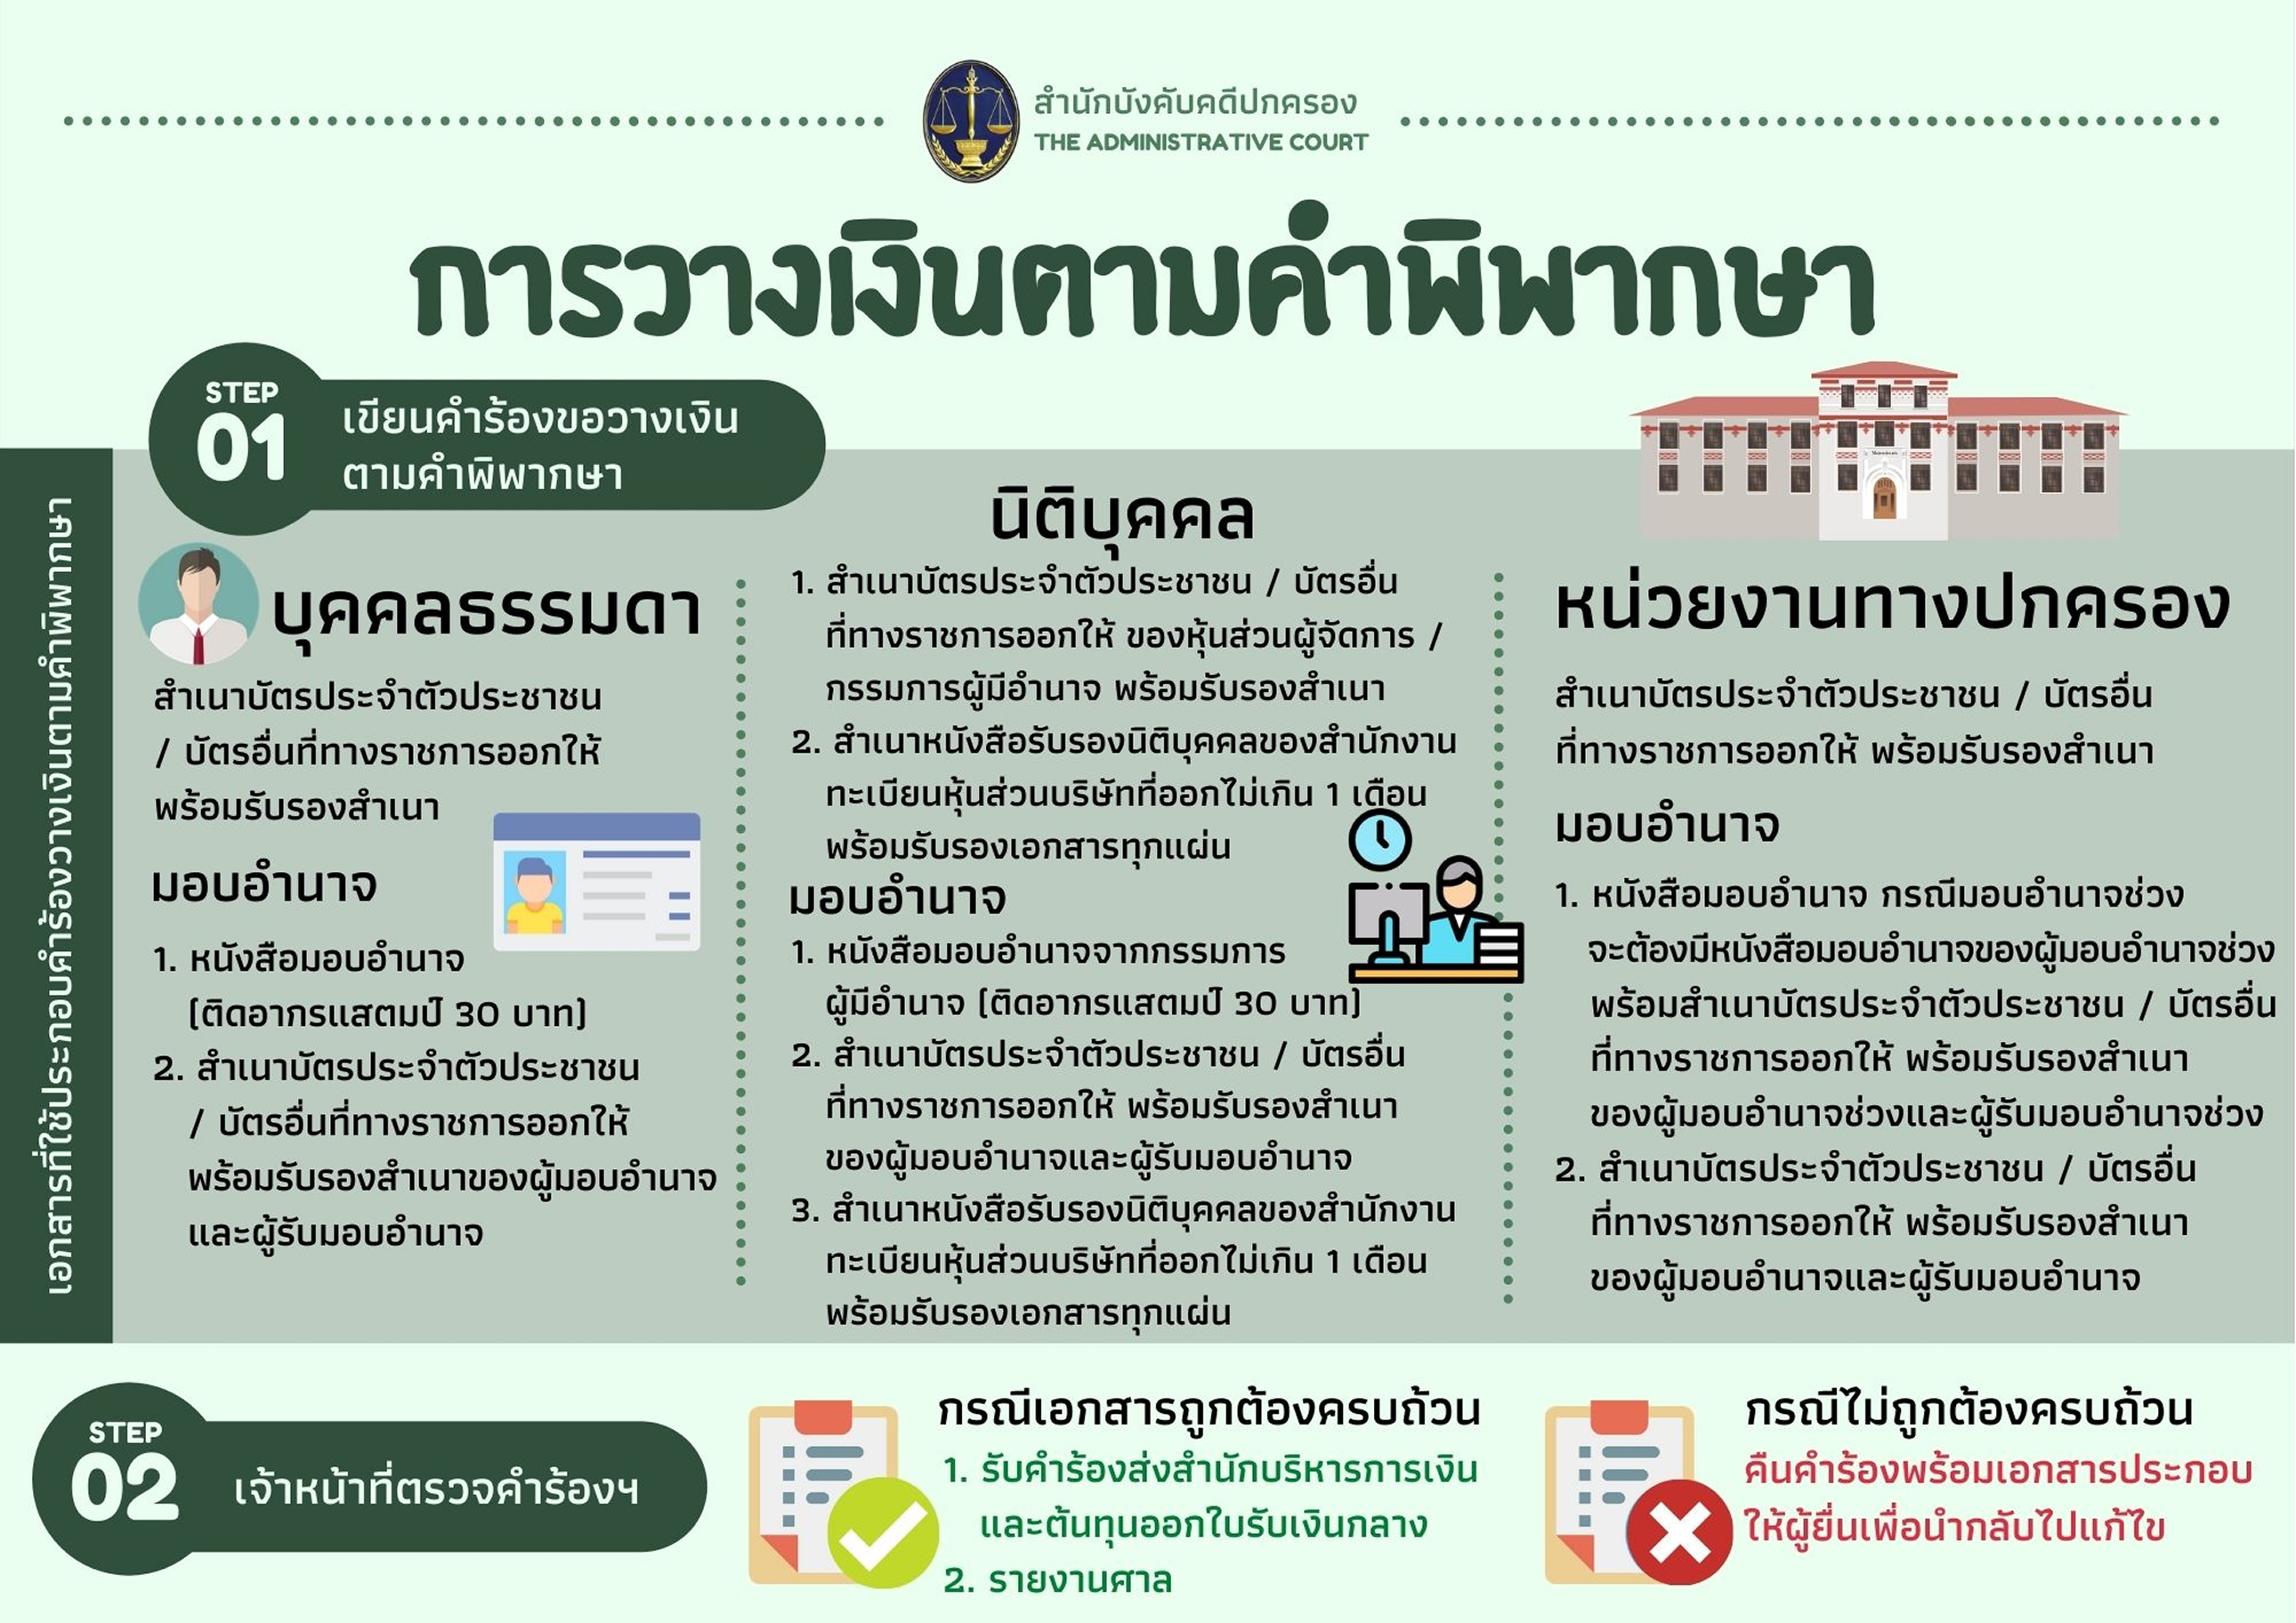 สำนักบังคับคดีปกครอง
THE ADMINISTRATIVE COURT
การวางเงินตามคำพิพากษา
STEP
01
เขียนคำร้องขอวางเงิน
ตามคำพิพากษา
เอกสารที่ใช้ประกอบคำร้องวางเงินตามคำพิพากษา
บุคคลธรรมดา
สำเนาบัตรประจำตัวประชาชน
/ บัตรอื่นที่ทางราชการออกให้
พร้อมรับรองสำเนา
มอบอำนาจ
1. หนังสือมอบอำนาจ
(ติดอากรแสตมป์ 30 บาท)
2. สำเนาบัตรประจำตัวประชาชน
/ บัตรอื่นที่ทางราชการออกให้
พร้อมรับรองสำเนาของผู้มอบอำนาจ
และผู้รับมอบอำนาจ
นิติบุคคล
1. สำเนาบัตรประจำตัวประชาชน / บัตรอื่น
ที่ทางราชการออกให้ ของหุ้นส่วนผู้จัดการ /
กรรมการผู้มีอำนาจ พร้อมรับรองสำเนา
2. สำเนาหนังสือรับรองนิติบุคคลของสำนักงาน
ทะเบียนหุ้นส่วนบริษัทที่ออกไม่เกิน 1 เดือน
พร้อมรับรองเอกสารทุกแผ่น
มอบอำนาจ
1. หนังสือมอบอำนาจจากกรรมการ
ผู้มีอำนาจ (ติดอากรแสตมป์ 30 บาท)
2. สำเนาบัตรประจำตัวประชาชน / บัตรอื่น
ที่ทางราชการออกให้ พร้อมรับรองสำเนา
ของผู้มอบอำนาจและผู้รับมอบอำนาจ
3. สำเนาหนังสือรับรองนิติบุคคลของสำนักงาน
ทะเบียนหุ้นส่วนบริษัทที่ออกไม่เกิน 1 เดือน
พร้อมรับรองเอกสารทุกแผ่น
หน่วยงานทางปกครอง
สำเนาบัตรประจำตัวประชาชน / บัตรอื่น
ที่ทางราชการออกให้ พร้อมรับรองสำเนา
มอบอำนาจ
1. หนังสือมอบอำนาจ กรณีมอบอำนาจช่วง
จะต้องมีหนังสือมอบอำนาจของผู้มอบอำนาจช่วง
พร้อมสำเนาบัตรประจำตัวประชาชน / บัตรอื่น
ที่ทางราชการออกให้ พร้อมรับรองสำเนา
ของผู้มอบอำนาจช่วงและผู้รับมอบอำนาจช่วง
2. สำเนาบัตรประจำตัวประชาชน / บัตรอื่น
ที่ทางราชการออกให้ พร้อมรับรองสำเนา
ของผู้มอบอำนาจและผู้รับมอบอำนาจ
STEP
02
เจ้าหน้าที่ตรวจคำร้องฯ
กรณีเอกสารถูกต้องครบถ้วน
1. รับคำร้องส่งสำนักบริหารการเงิน
และต้นทุนออกใบรับเงินกลาง
2. รายงานศาล
กรณีไม่ถูกต้องครบถ้วน
คืนคำร้องพร้อมเอกสารประกอบ
ให้ผู้ยื่นเพื่อนำกลับไปแก้ไข